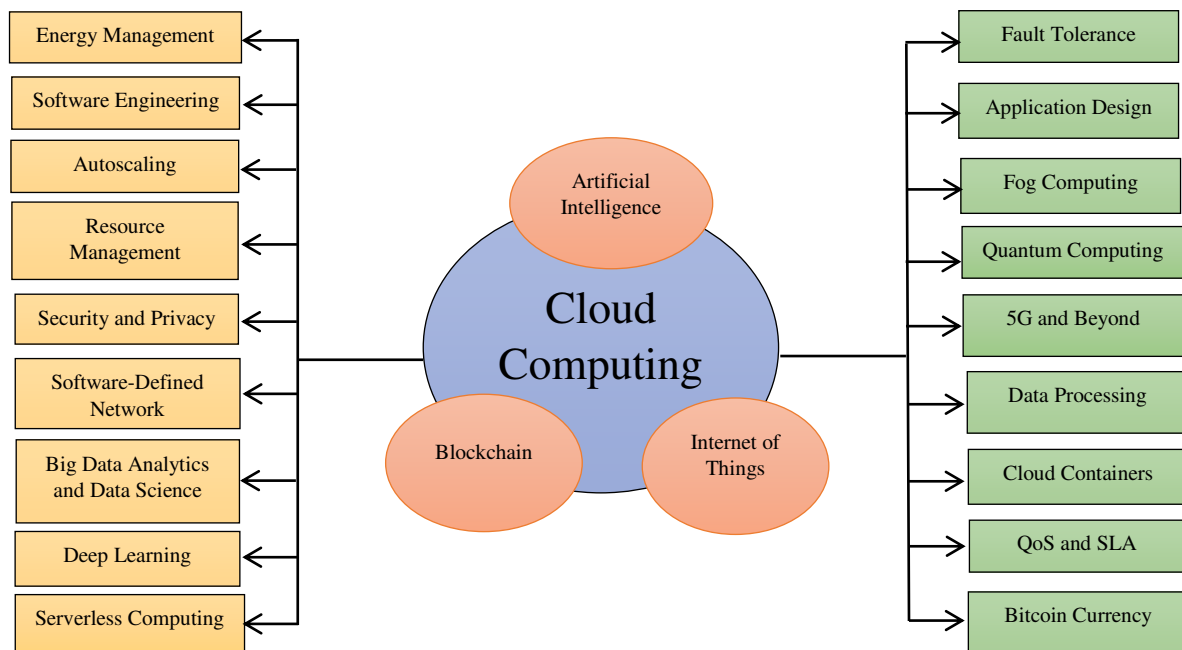 Energy Management
Software Engineering
Autoscaling
Resource
Management
Security and Privacy
Software-Defined
Network
Big Data Analytics
and Data Science
Deep Learning
Serverless Computing
Artificial
Intelligence
Cloud
Computing
Blockchain
Internet of
Things
Fault Tolerance
Application Design
Fog Computing
Quantum Computing
5G and Beyond
Data Processing
Cloud Containers
QoS and SLA
Bitcoin Currency